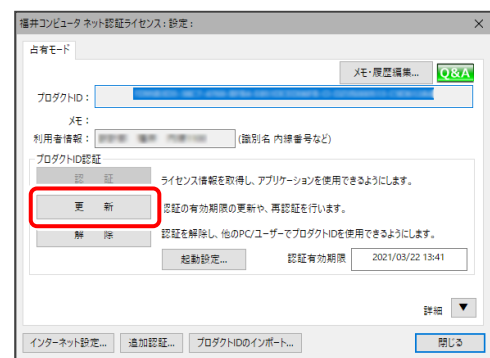 福井コンピュータ ネット認証ライセンス : 設定 :
占有モード
メモ・履歴編集... Q&A
プロダクトID :
メモ :
利用者情報 : (識別名 内線番号など)
プロダクトID認証
認 証 ライセンス情報を取得し、アプリケーションを使用できるようにします。
更 新 認証の有効期限の更新や、再認証を行います。
解 除 認証を解除し、他のPC/ユーザーでプロダクトIDを使用できるようにします。
起動設定... 認証有効期限 2021/03/22 13:41
詳細 ▼
インターネット設定... 追加認証... プロダクトIDのインポート... 閉じる